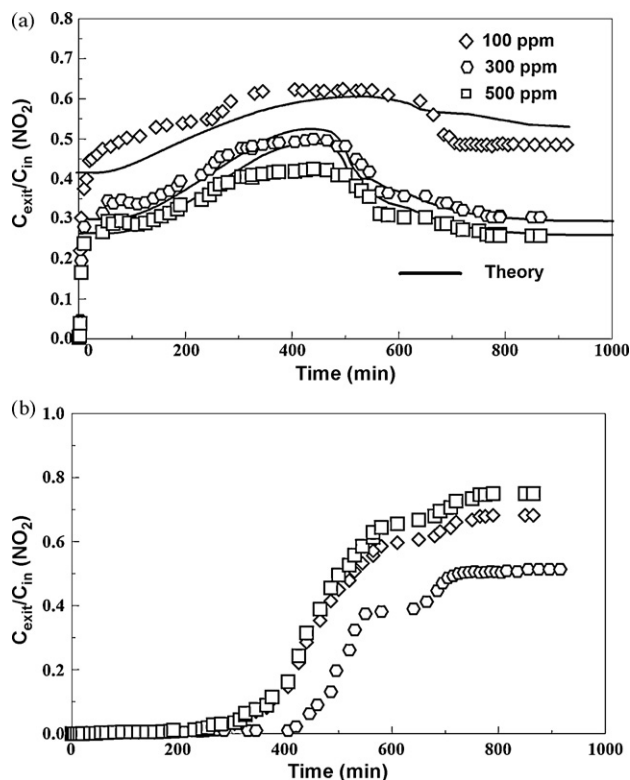 (a)
0.8
0.7
0.6
0.5
0.4
0.3
0.2
0.1
0.0
C_exit/C_in (NO₂)
100 ppm
300 ppm
500 ppm
Theory
0 200 400 600 800 1000
Time (min)
(b)
1.0
0.8
0.6
0.4
0.2
0.0
C_exit/C_in (NO₂)
0 200 400 600 800 1000
Time (min)